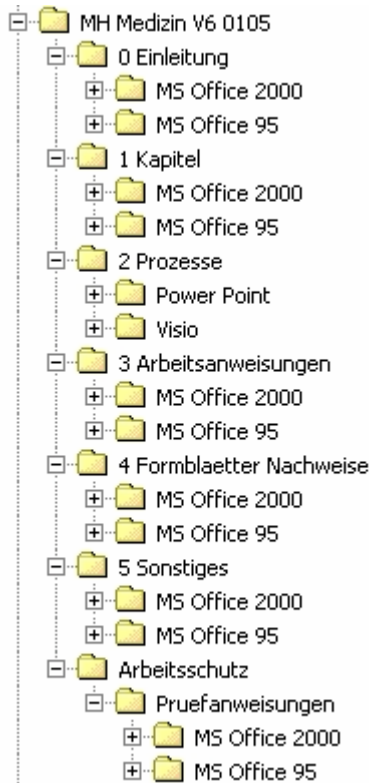 MH Medizin V6 0105
0 Einleitung
MS Office 2000
MS Office 95
1 Kapitel
MS Office 2000
MS Office 95
2 Prozesse
Power Point
Visio
3 Arbeitsanweisungen
MS Office 2000
MS Office 95
4 Formblaetter Nachweise
MS Office 2000
MS Office 95
5 Sonstiges
MS Office 2000
MS Office 95
Arbeitsschutz
Pruefanweisungen
MS Office 2000
MS Office 95